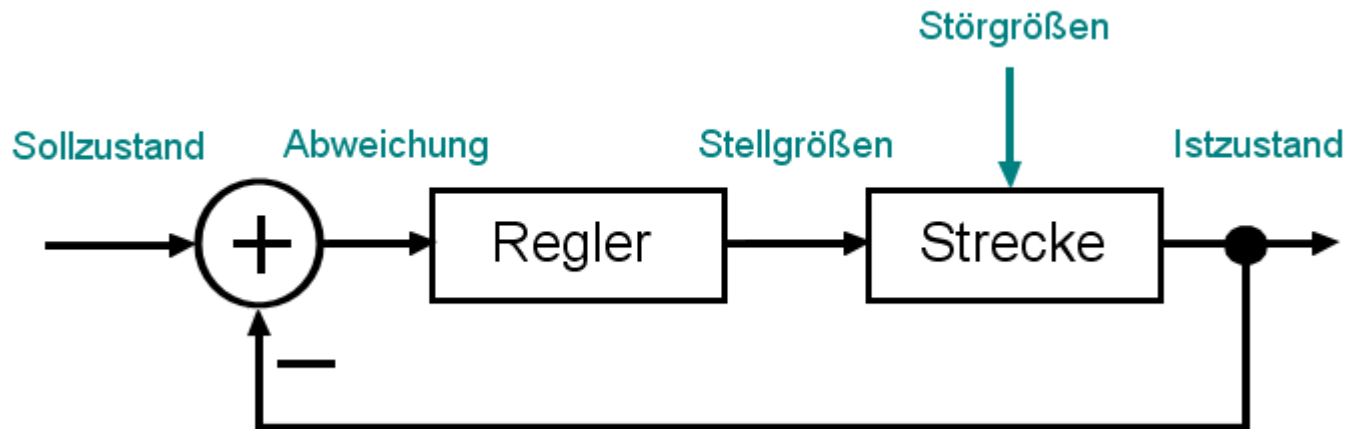 Störgrößen
Sollzustand
Abweichung
Stellgrößen
Istzustand
+
Regler
Strecke
−